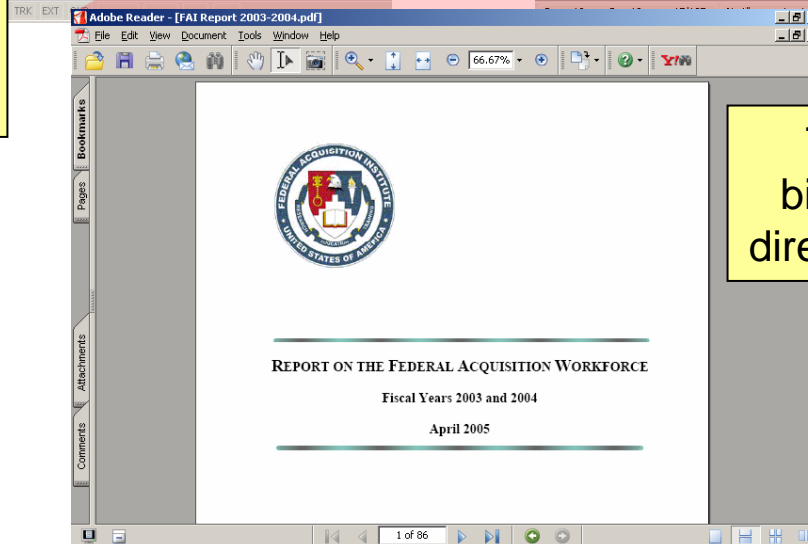 TRK EXT
Adobe Reader - [FAI Report 2003-2004.pdf]
File Edit View Document Tools Window Help
66.67%
Bookmarks
Pages
Attachments
Comments
FEDERAL ACQUISITION INSTITUTE
UNITED STATES OF AMERICA
REPORT ON THE FEDERAL ACQUISITION WORKFORCE
Fiscal Years 2003 and 2004
April 2005
bi
dire
1 of 86